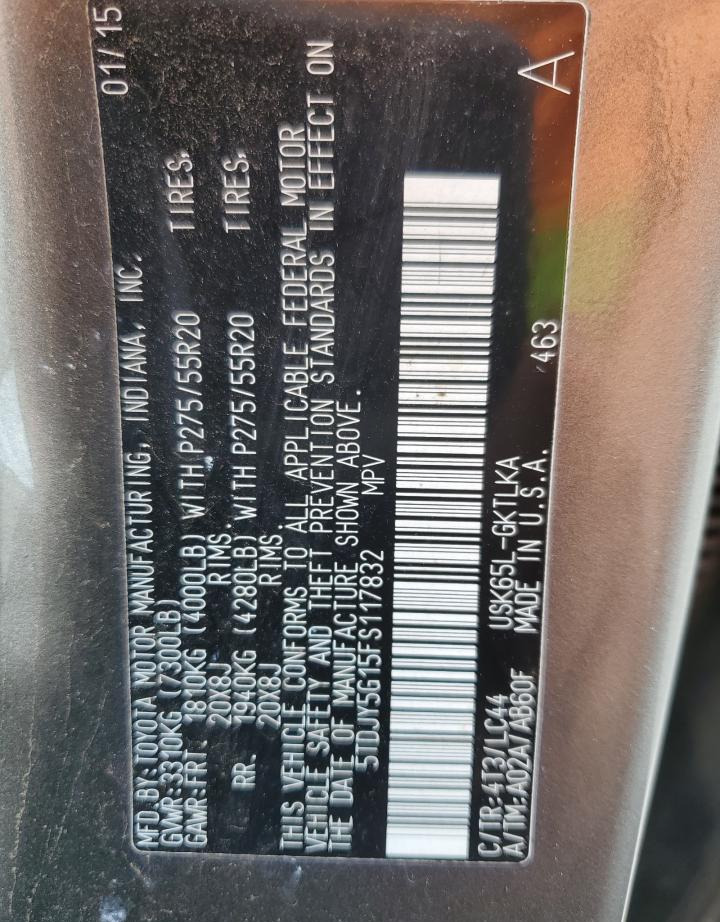 MFD.BY:TOYOTA MOTOR MANUFACTURING, INDIANA, INC. 01/15
GVWR:3310KG (7300LB)
GAWR:FRT. 1810KG (4000LB) WITH P275/55R20 TIRES,
20X8J RIMS.
RR. 1940KG (4280LB) WITH P275/55R20 TIRES,
20X8J RIMS.
THIS VEHICLE CONFORMS TO ALL APPLICABLE FEDERAL MOTOR
VEHICLE SAFETY AND THEFT PREVENTION STANDARDS IN EFFECT ON
THE DATE OF MANUFACTURE SHOWN ABOVE.
5TDJY5G15FS117832 MPV
C/TR:4T3/LC44 USK65L-GKTLKA
A/TM:A02A/AB60F MADE IN U.S.A. 463 A